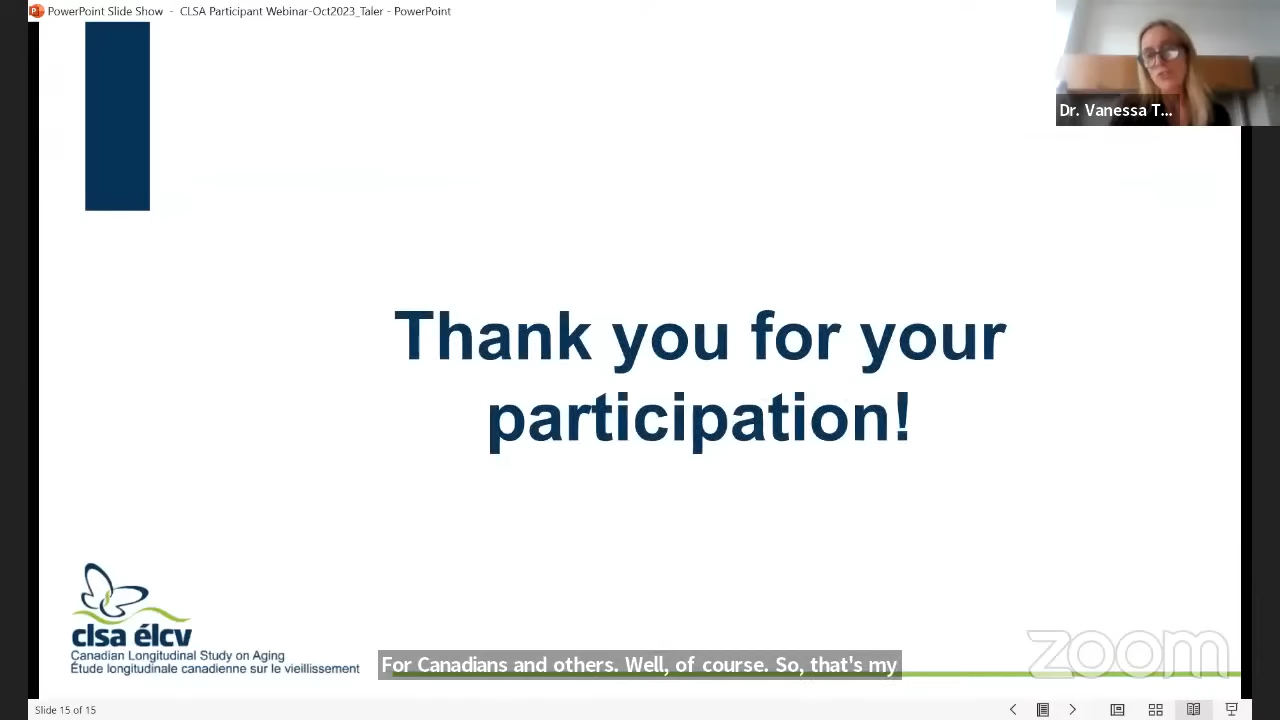 PowerPoint Slide Show - CLSA Participant Webinar-Oct2023_Taler - PowerPoint
Dr. Vanessa T...
Thank you for your
participation!
clsa élcv
Canadian Longitudinal Study on Aging
Étude longitudinale canadienne sur le vieillissement
For Canadians and others. Well, of course. So, that's my
zoom
Slide 15 of 15